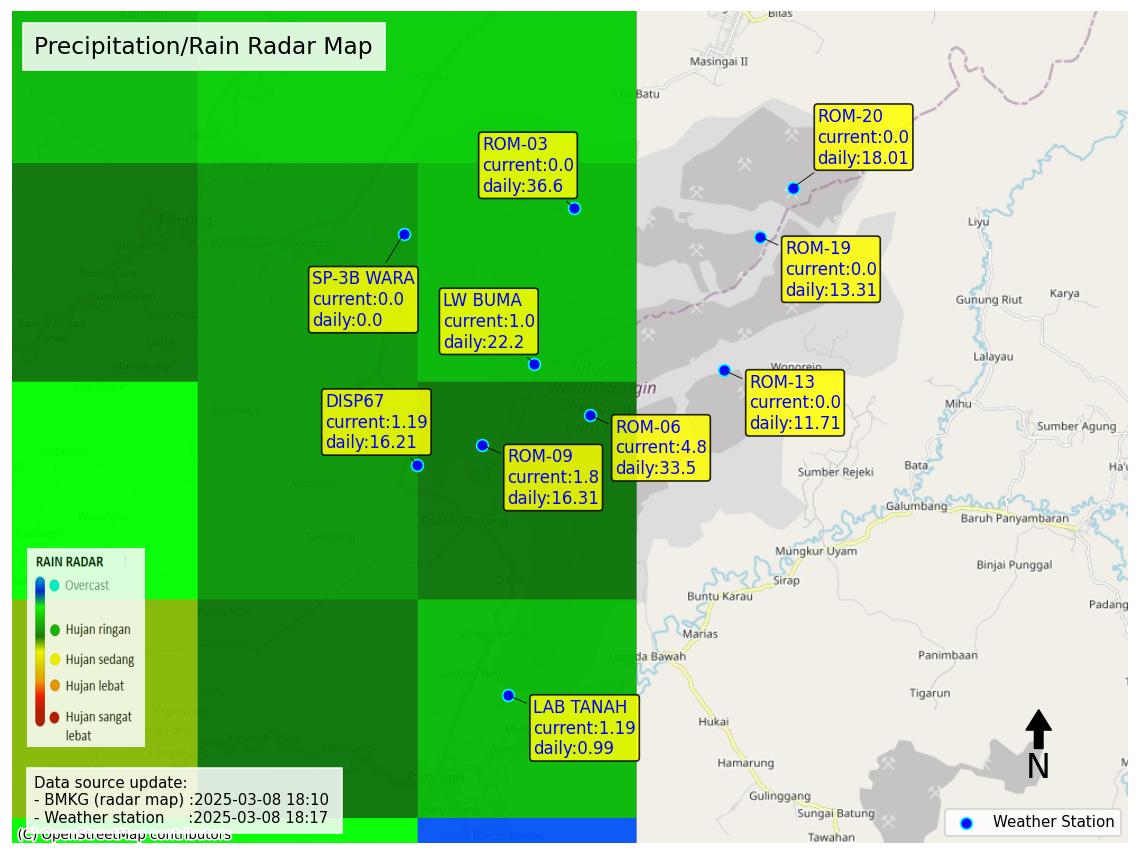 Precipitation/Rain Radar Map
Bilas
Masingai II
Kapau
ROM-20
current:0.0
daily:18.01
ROM-03
current:0.0
daily:36.6
Tanjung
Jangkung
Liyu
ROM-19
current:0.0
daily:13.31
SP-3B WARA
current:0.0
daily:0.0
LW BUMA
current:1.0
daily:22.2
Gunung Riut
Karya
Lalayau
Wonorejo
ROM-13
current:0.0
daily:11.71
DISP67
current:1.19
daily:16.21
ROM-06
current:4.8
daily:33.5
ROM-09
current:1.8
daily:16.31
Mihu
Sumber Agung
Bata
Sumber Rejeki
Galumbang
Baruh Panyambaran
Padangin
Walangkir
Padangin
Warukin
Padang Panjang
Mungkur Uyam
Binjai Punggal
Sirap
Dahai
Buntu Karau
Padang
RAIN RADAR
Overcast
Hujan ringan
Hujan sedang
Hujan lebat
Hujan sangat
lebat
Marias
Panimbaan
Tigarun
Lasung Batu
LAB TANAH
current:1.19
daily:0.99
Hukai
Hamarung
Paringin
Gulinggang
Sungai Batung
Tawahan
N
Data source update:
- BMKG (radar map) :2025-03-08 18:10
- Weather station :2025-03-08 18:17
(C) OpenStreetMap contributors
Weather Station